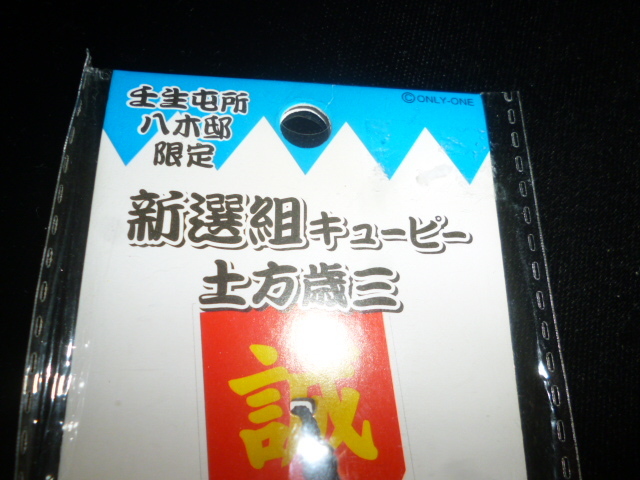 壬生屯所
八木邸
限定
©ONLY-ONE
新選組キューピー
土方歳三
誠